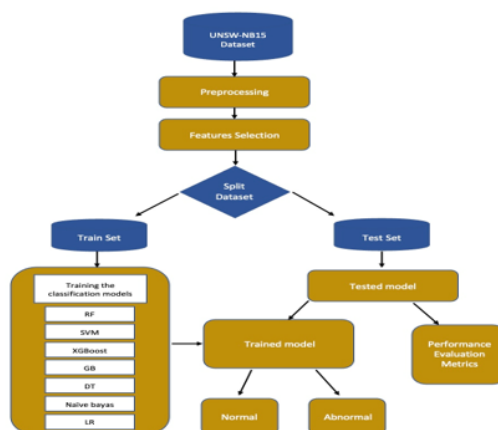 UNSW-NB15
Dataset
Preprocessing
Features Selection
Split
Dataset
Train Set
Test Set
Training the
classification models
RF
SVM
XGBoost
GB
DT
Naïve bayas
LR
Tested model
Trained model
Performance
Evaluation
Metrics
Normal
Abnormal